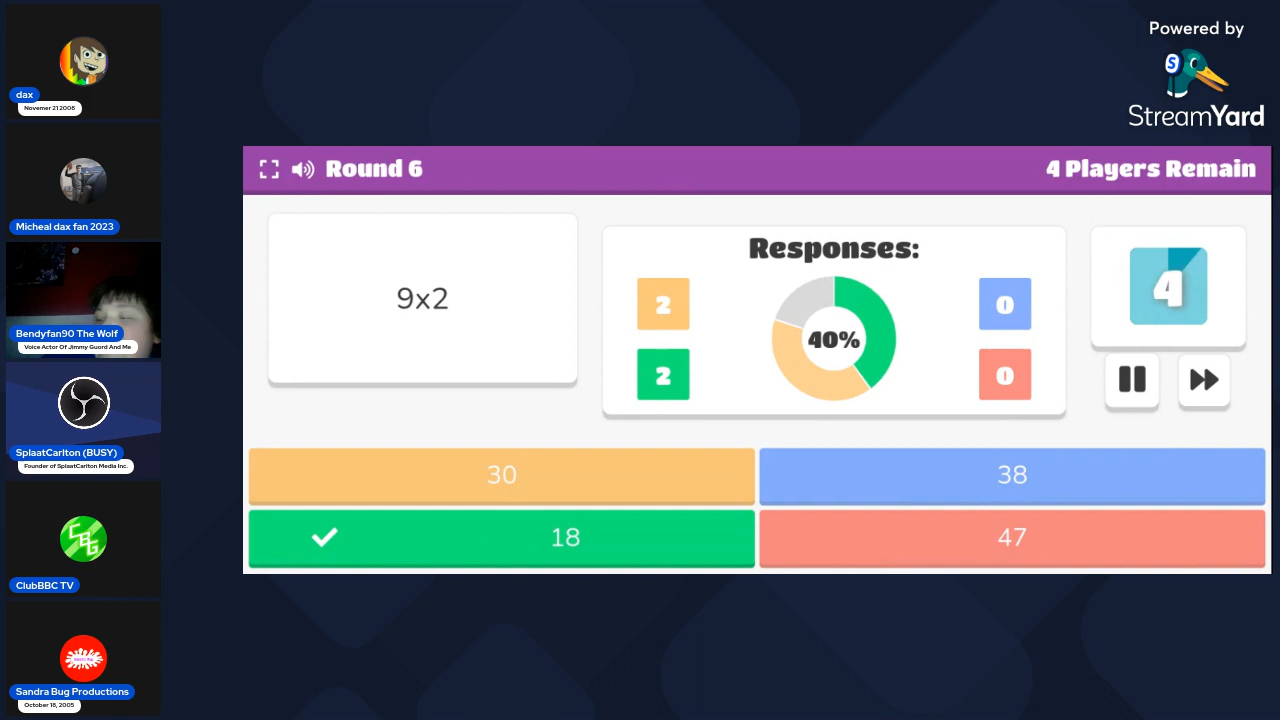 dax
Novemer 21 2008
Micheal dax fan 2023
Bendyfan90 The Wolf
Voice Actor Of Jimmy Guord And Me
SplaatCarlton (BUSY)
Founder of SplaatCarlton Media Inc.
CBG
ClubBBC TV
Sandra Bug Productions
October 18, 2005
Powered by
S
StreamYard
Round 6
4 Players Remain
9x2
Responses:
2
0
40%
2
0
4
30
38
18
47